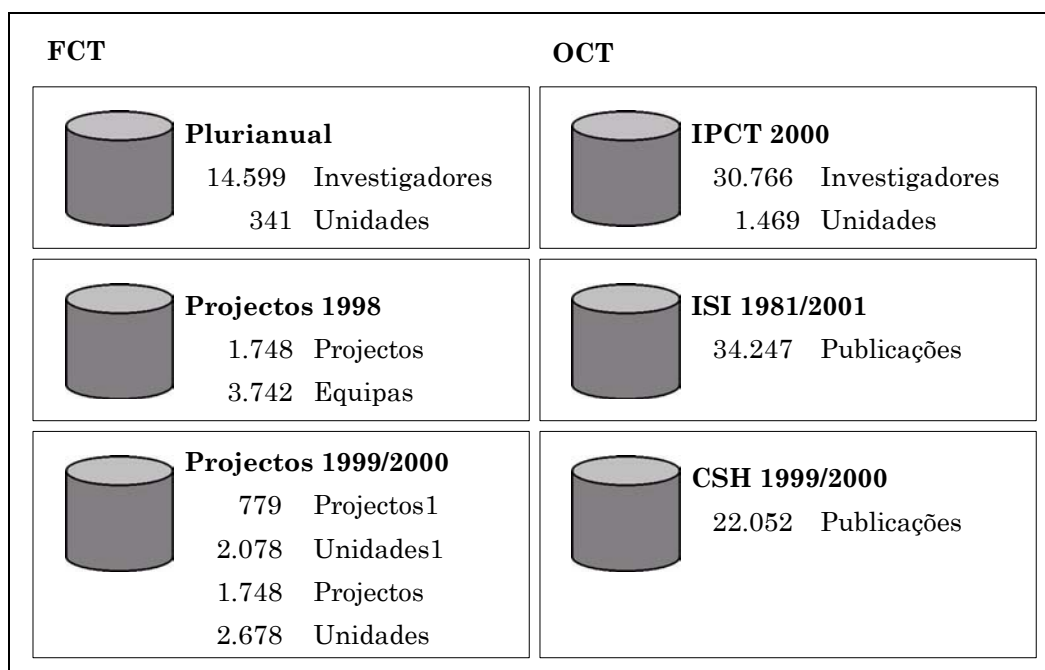 FCT
Plurianual
14.599 Investigadores
341 Unidades
Projectos 1998
1.748 Projectos
3.742 Equipas
Projectos 1999/2000
779 Projectos1
2.078 Unidades1
1.748 Projectos
2.678 Unidades
OCT
IPCT 2000
30.766 Investigadores
1.469 Unidades
ISI 1981/2001
34.247 Publicações
CSH 1999/2000
22.052 Publicações